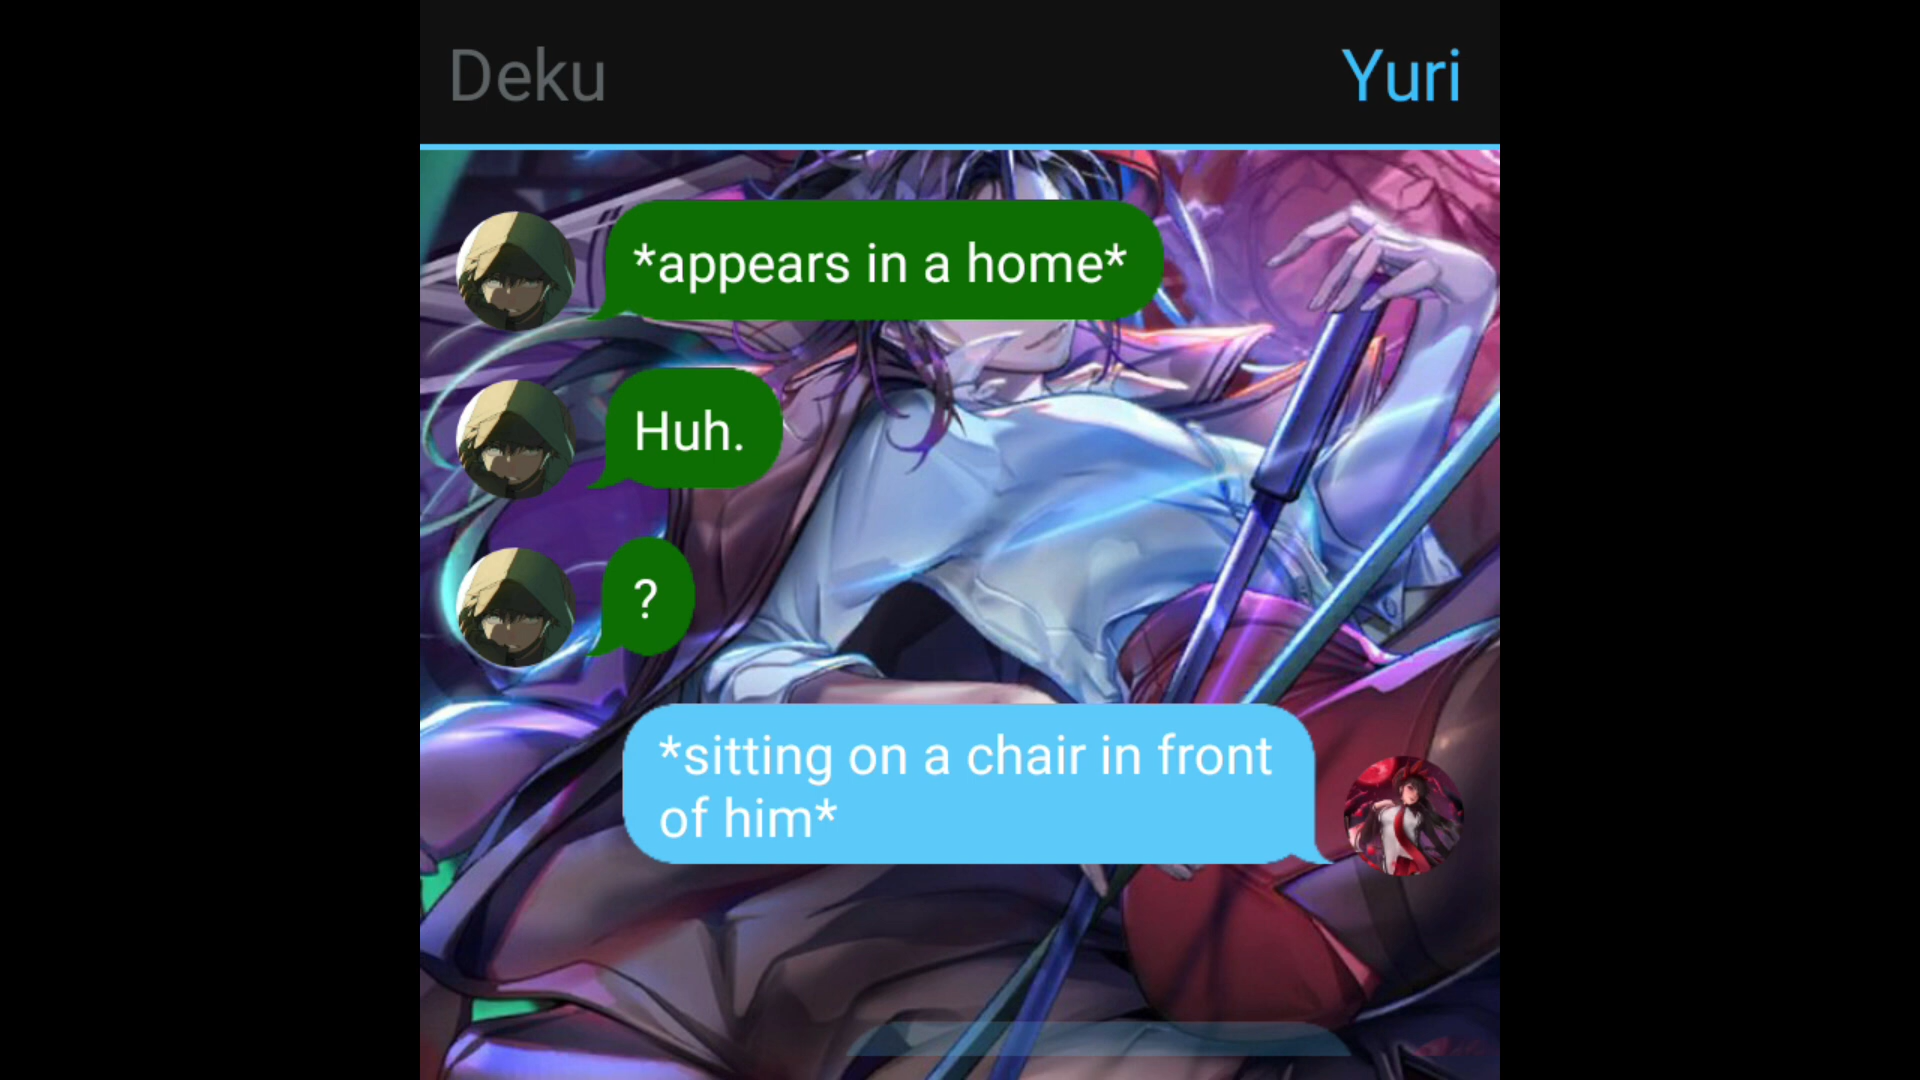 Deku
Yuri
*appears in a home*
Huh.
?
*sitting on a chair in front
of him*